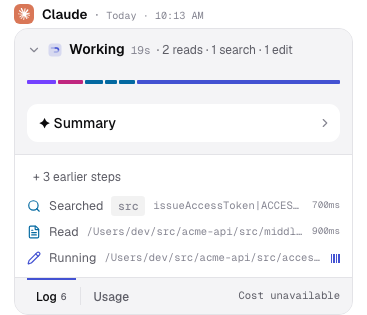 Claude · Today · 10:13 AM
Working 19s · 2 reads · 1 search · 1 edit
Summary
+ 3 earlier steps
Searched src issueAccessToken|ACCES… 700ms
Read /Users/dev/src/acme-api/src/middl… 900ms
Running /Users/dev/src/acme-api/src/acces…
Log 6 Usage Cost unavailable